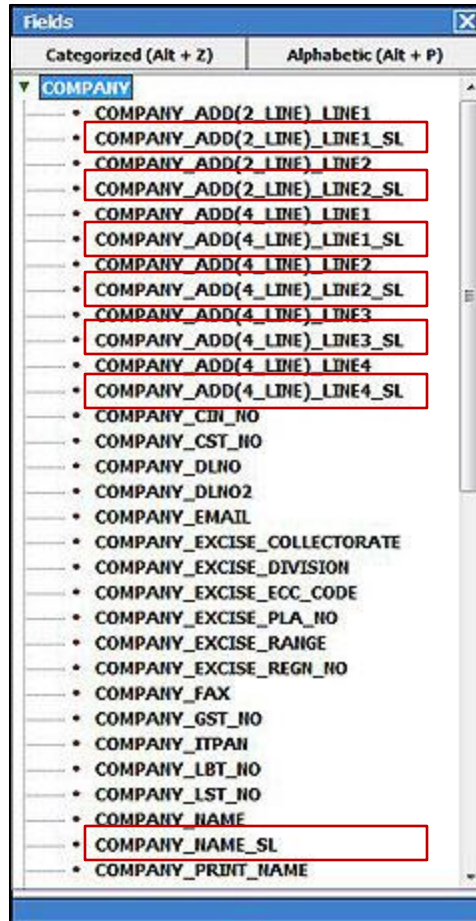 Fields
Categorized (Alt + Z) Alphabetic (Alt + P)
COMPANY
COMPANY_ADD(2_LINE)_LINE1
COMPANY_ADD(2_LINE)_LINE1_SL
COMPANY_ADD(2_LINE)_LINE2
COMPANY_ADD(2_LINE)_LINE2_SL
COMPANY_ADD(4_LINE)_LINE1
COMPANY_ADD(4_LINE)_LINE1_SL
COMPANY_ADD(4_LINE)_LINE2
COMPANY_ADD(4_LINE)_LINE2_SL
COMPANY_ADD(4_LINE)_LINE3
COMPANY_ADD(4_LINE)_LINE3_SL
COMPANY_ADD(4_LINE)_LINE4
COMPANY_ADD(4_LINE)_LINE4_SL
COMPANY_CIN_NO
COMPANY_CST_NO
COMPANY_DLNO
COMPANY_DLNO2
COMPANY_EMAIL
COMPANY_EXCISE_COLLECTORATE
COMPANY_EXCISE_DIVISION
COMPANY_EXCISE_ECC_CODE
COMPANY_EXCISE_PLA_NO
COMPANY_EXCISE_RANGE
COMPANY_EXCISE_REGN_NO
COMPANY_FAX
COMPANY_GST_NO
COMPANY_ITPAN
COMPANY_LBT_NO
COMPANY_LST_NO
COMPANY_NAME
COMPANY_NAME_SL
COMPANY_PRINT_NAME